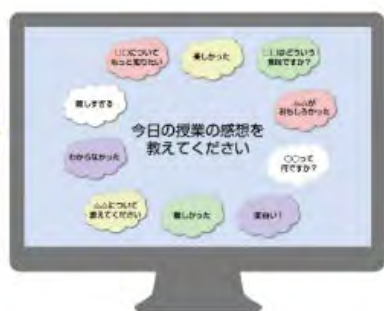 □□について
もっと知りたい
楽しかった
□□はどういう
意味ですか?
難しすぎる
△△が
おもしろかった
今日の授業の感想を
教えてください
わからなかった
○○って
何ですか?
△△について
教えてください
難しかった
面白い!